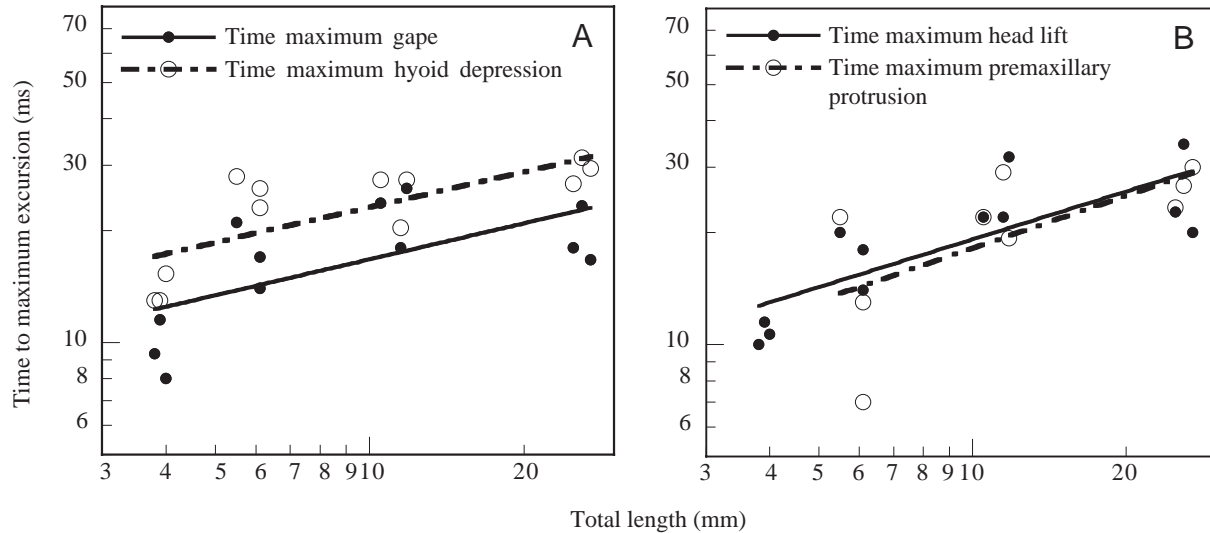 Time to maximum excursion (ms)
A
Time maximum gape
Time maximum hyoid depression
70
50
30
10
8
6
3 4 5 6 7 8 9 10 20
B
Time maximum head lift
Time maximum premaxillary
protrusion
70
50
30
10
8
6
3 4 5 6 7 8 9 10 20
Total length (mm)